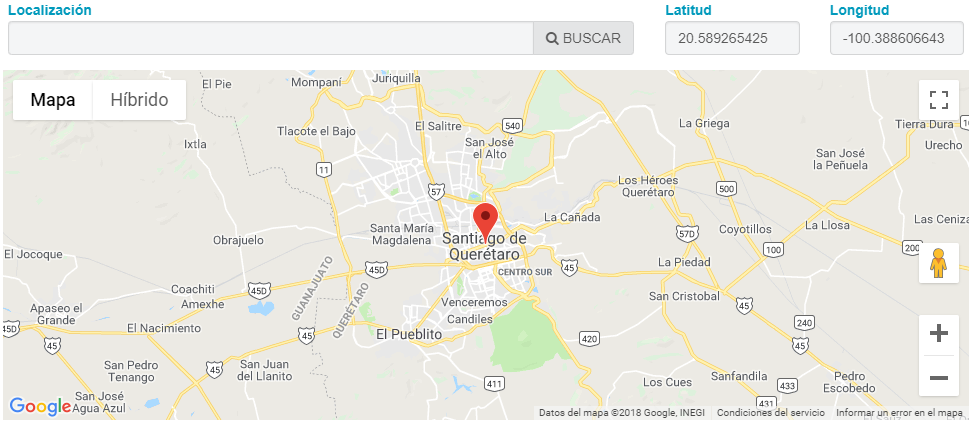 Localización
Latitud
Longitud
BUSCAR
20.589265425
-100.388606643
Mapa
Híbrido
El Pie
Mompaní
Juriquilla
La Griega
Tierra Dura
Urecho
Tlacote el Bajo
El Salitre
540
San José
el Alto
Ixtla
11
San José
la Peñuela
57
Los Héroes
Querétaro
500
Santa María
Magdalena
La Cañada
Las Ceniza
La Llosa
Coyotillos
57D
Obrajuelo
Santiago de
Querétaro
El Jocoque
45D
CENTRO SUR
45
La Piedad
100
200
GUANAJUATO
QUERÉTARO
Coachiti
Amexhe
45D
Venceremos
Candiles
San Cristobal
45
Apaseo el
Grande
45D
El Nacimiento
45
El Pueblito
420
240
45
45
San Pedro
Tenango
45
San Juan
del Llanito
411
Los Cues
Sanfandila
433
Pedro
Escobedo
San José
Agua Azul
431
Google
Datos del mapa ©2018 Google, INEGI
Condiciones del servicio
Informar un error en el mapa